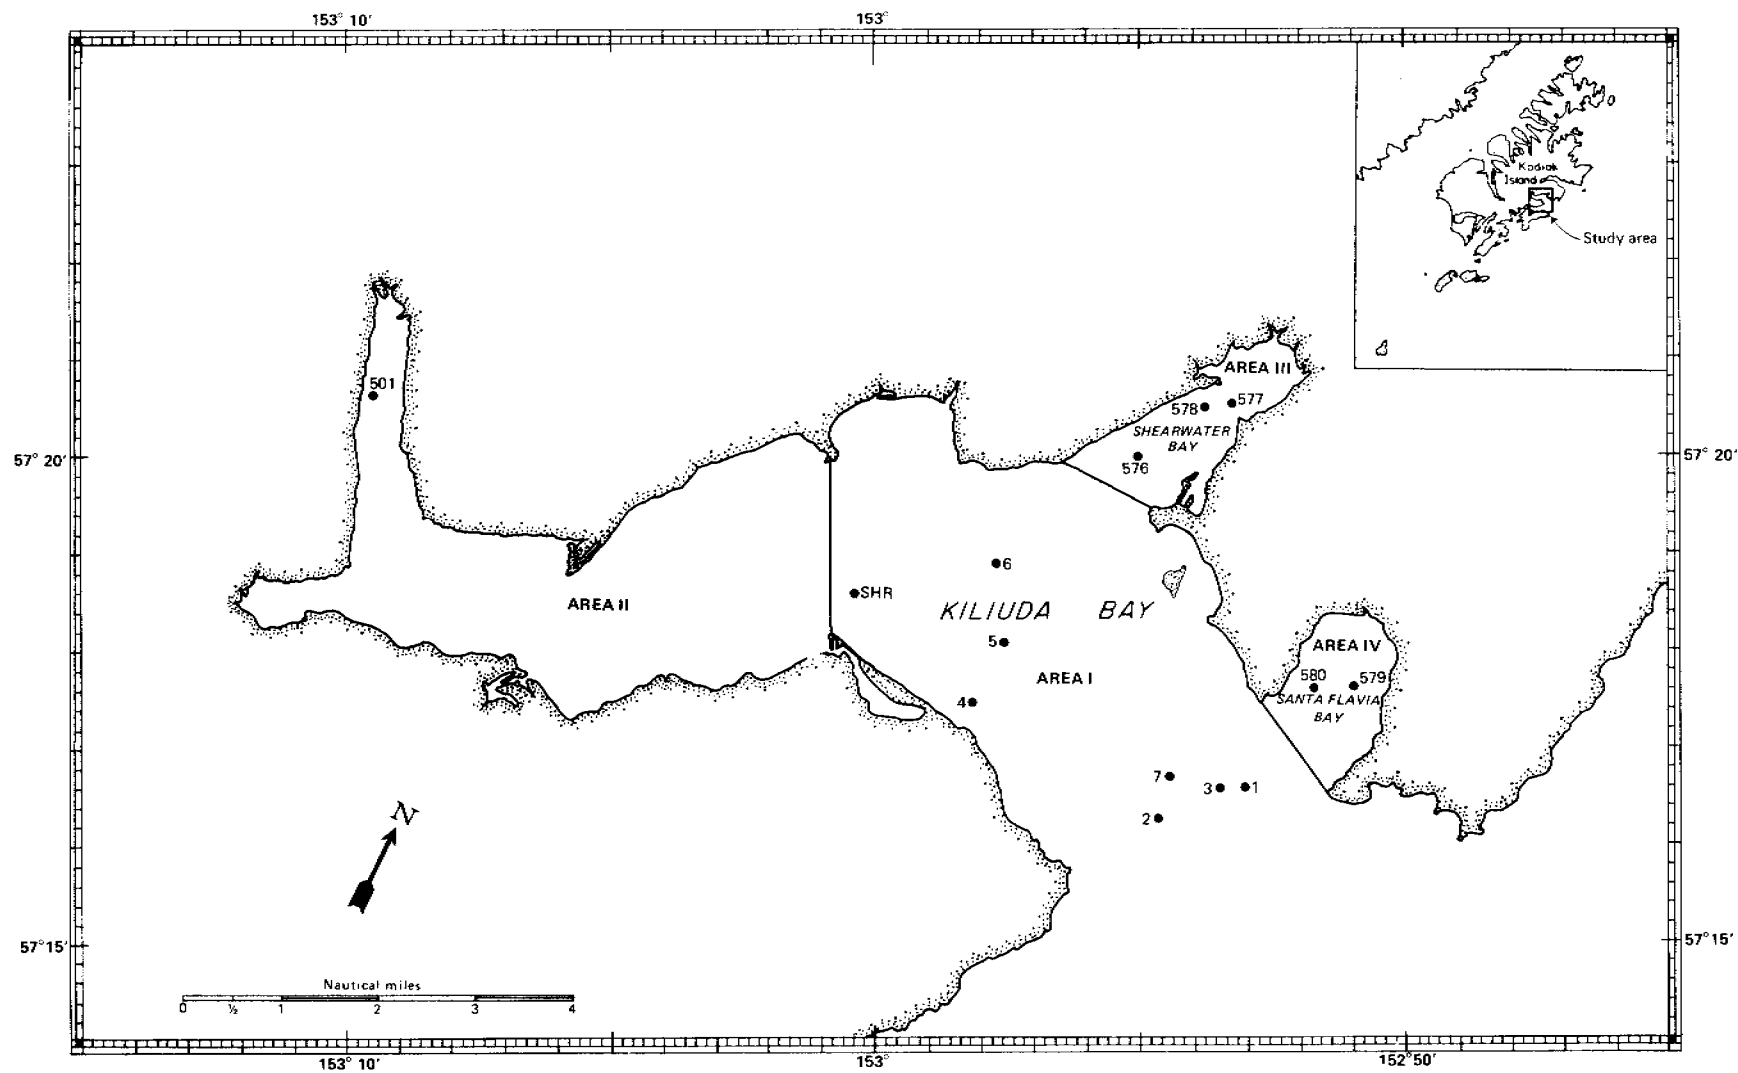 153° 10′
153°
Kodiak
Island
Study area
AREA III
501
578
577
SHEARWATER
BAY
57° 20′
576
57° 20′
6
SHR
AREA II
KILIUDA BAY
5
AREA IV
AREA I
580
579
4
SANTA FLAVIA
BAY
7
3
1
2
N
57° 15′
57° 15′
Nautical miles
0 ½ 1 2 3 4
153° 10′
153°
152° 50′